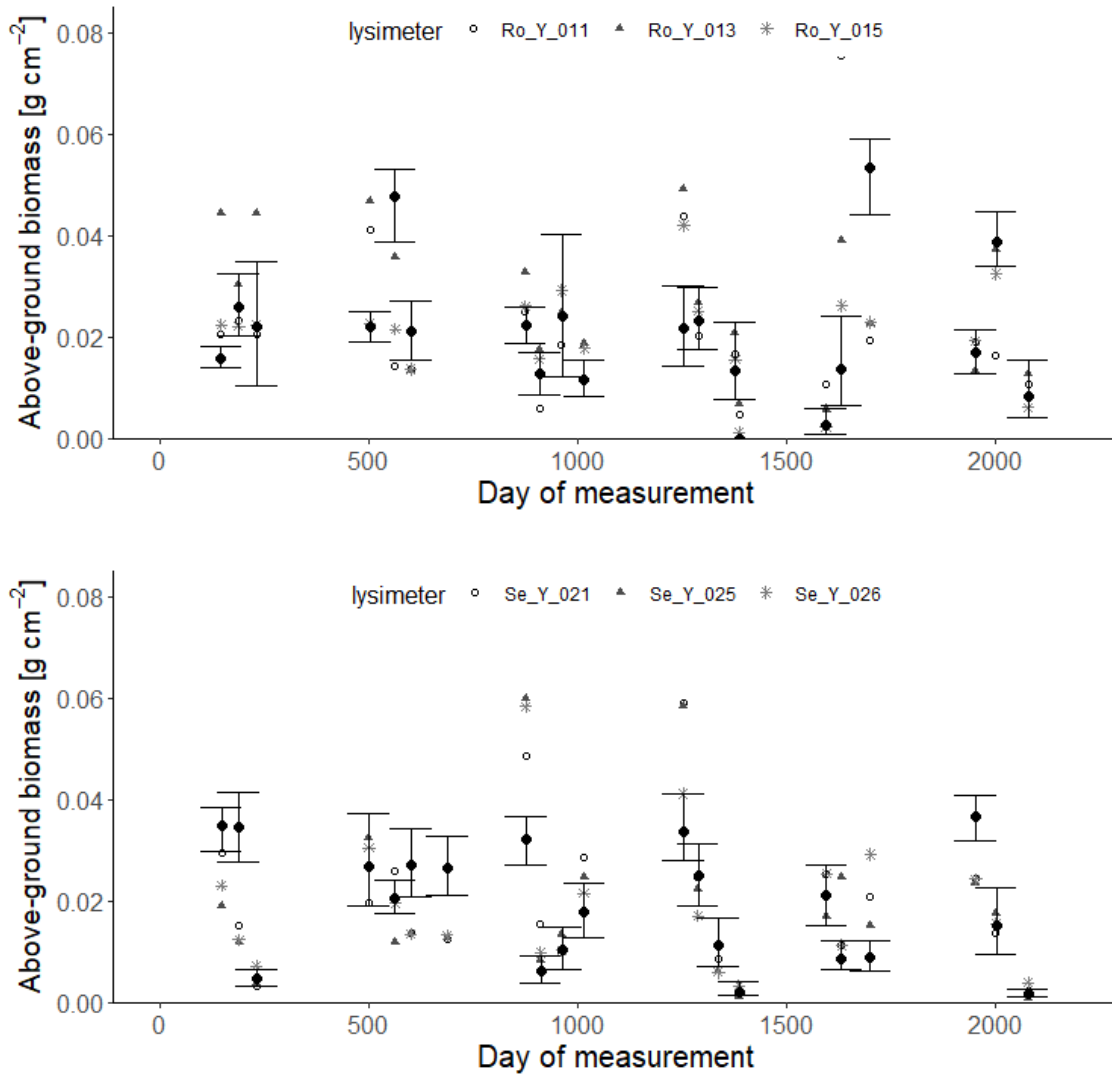 lysimeter Ro_Y_011 Ro_Y_013 Ro_Y_015
Above-ground biomass [g cm⁻²]
0.08
0.06
0.04
0.02
0.00
0 500 1000 1500 2000
Day of measurement
lysimeter Se_Y_021 Se_Y_025 Se_Y_026
Above-ground biomass [g cm⁻²]
0.08
0.06
0.04
0.02
0.00
0 500 1000 1500 2000
Day of measurement